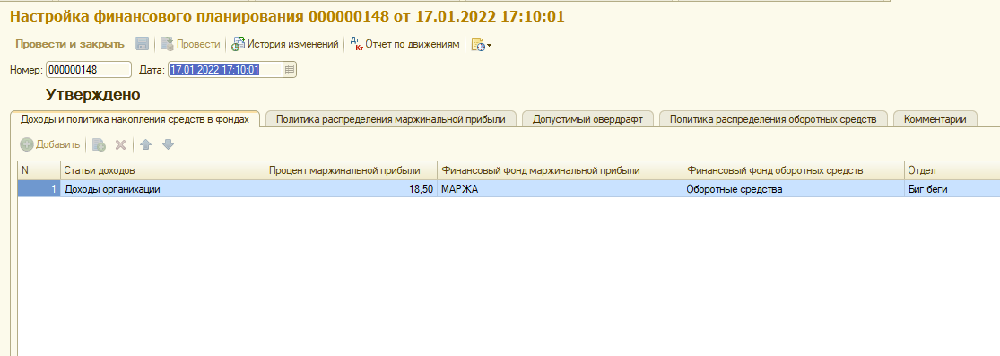 Настройка финансового планирования 000000148 от 17.01.2022 17:10:01
Провести и закрыть Провести История изменений Дт Кт Отчет по движениям
Номер: 000000148 Дата: 17.01.2022 17:10:01
Утверждено
Доходы и политика накопления средств в фондах Политика распределения маржинальной прибыли Допустимый овердрафт Политика распределения оборотных средств Комментарии
Добавить
N Статьи доходов Процент маржинальной прибыли Финансовый фонд маржинальной прибыли Финансовый фонд оборотных средств Отдел
1 Доходы органихации 18,50 МАРЖА Оборотные средства Биг беги